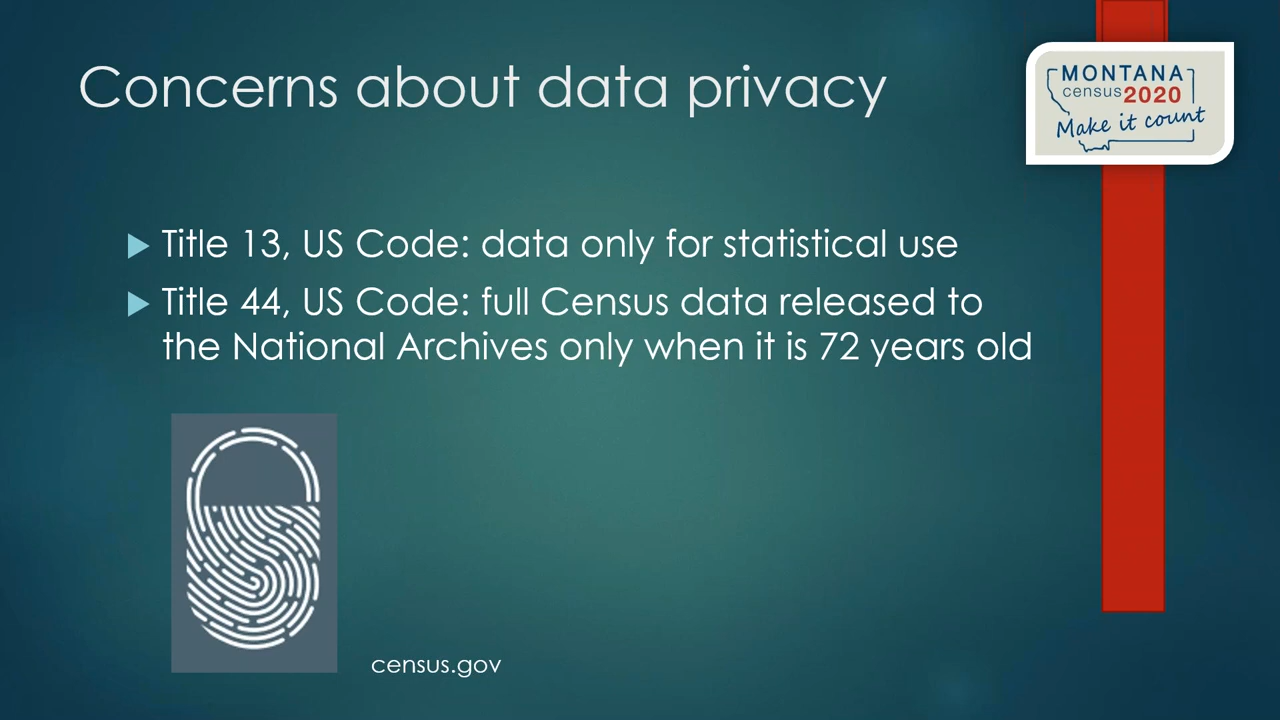 Concerns about data privacy
MONTANA
census2020
Make it count
Title 13, US Code: data only for statistical use
Title 44, US Code: full Census data released to
the National Archives only when it is 72 years old
census.gov